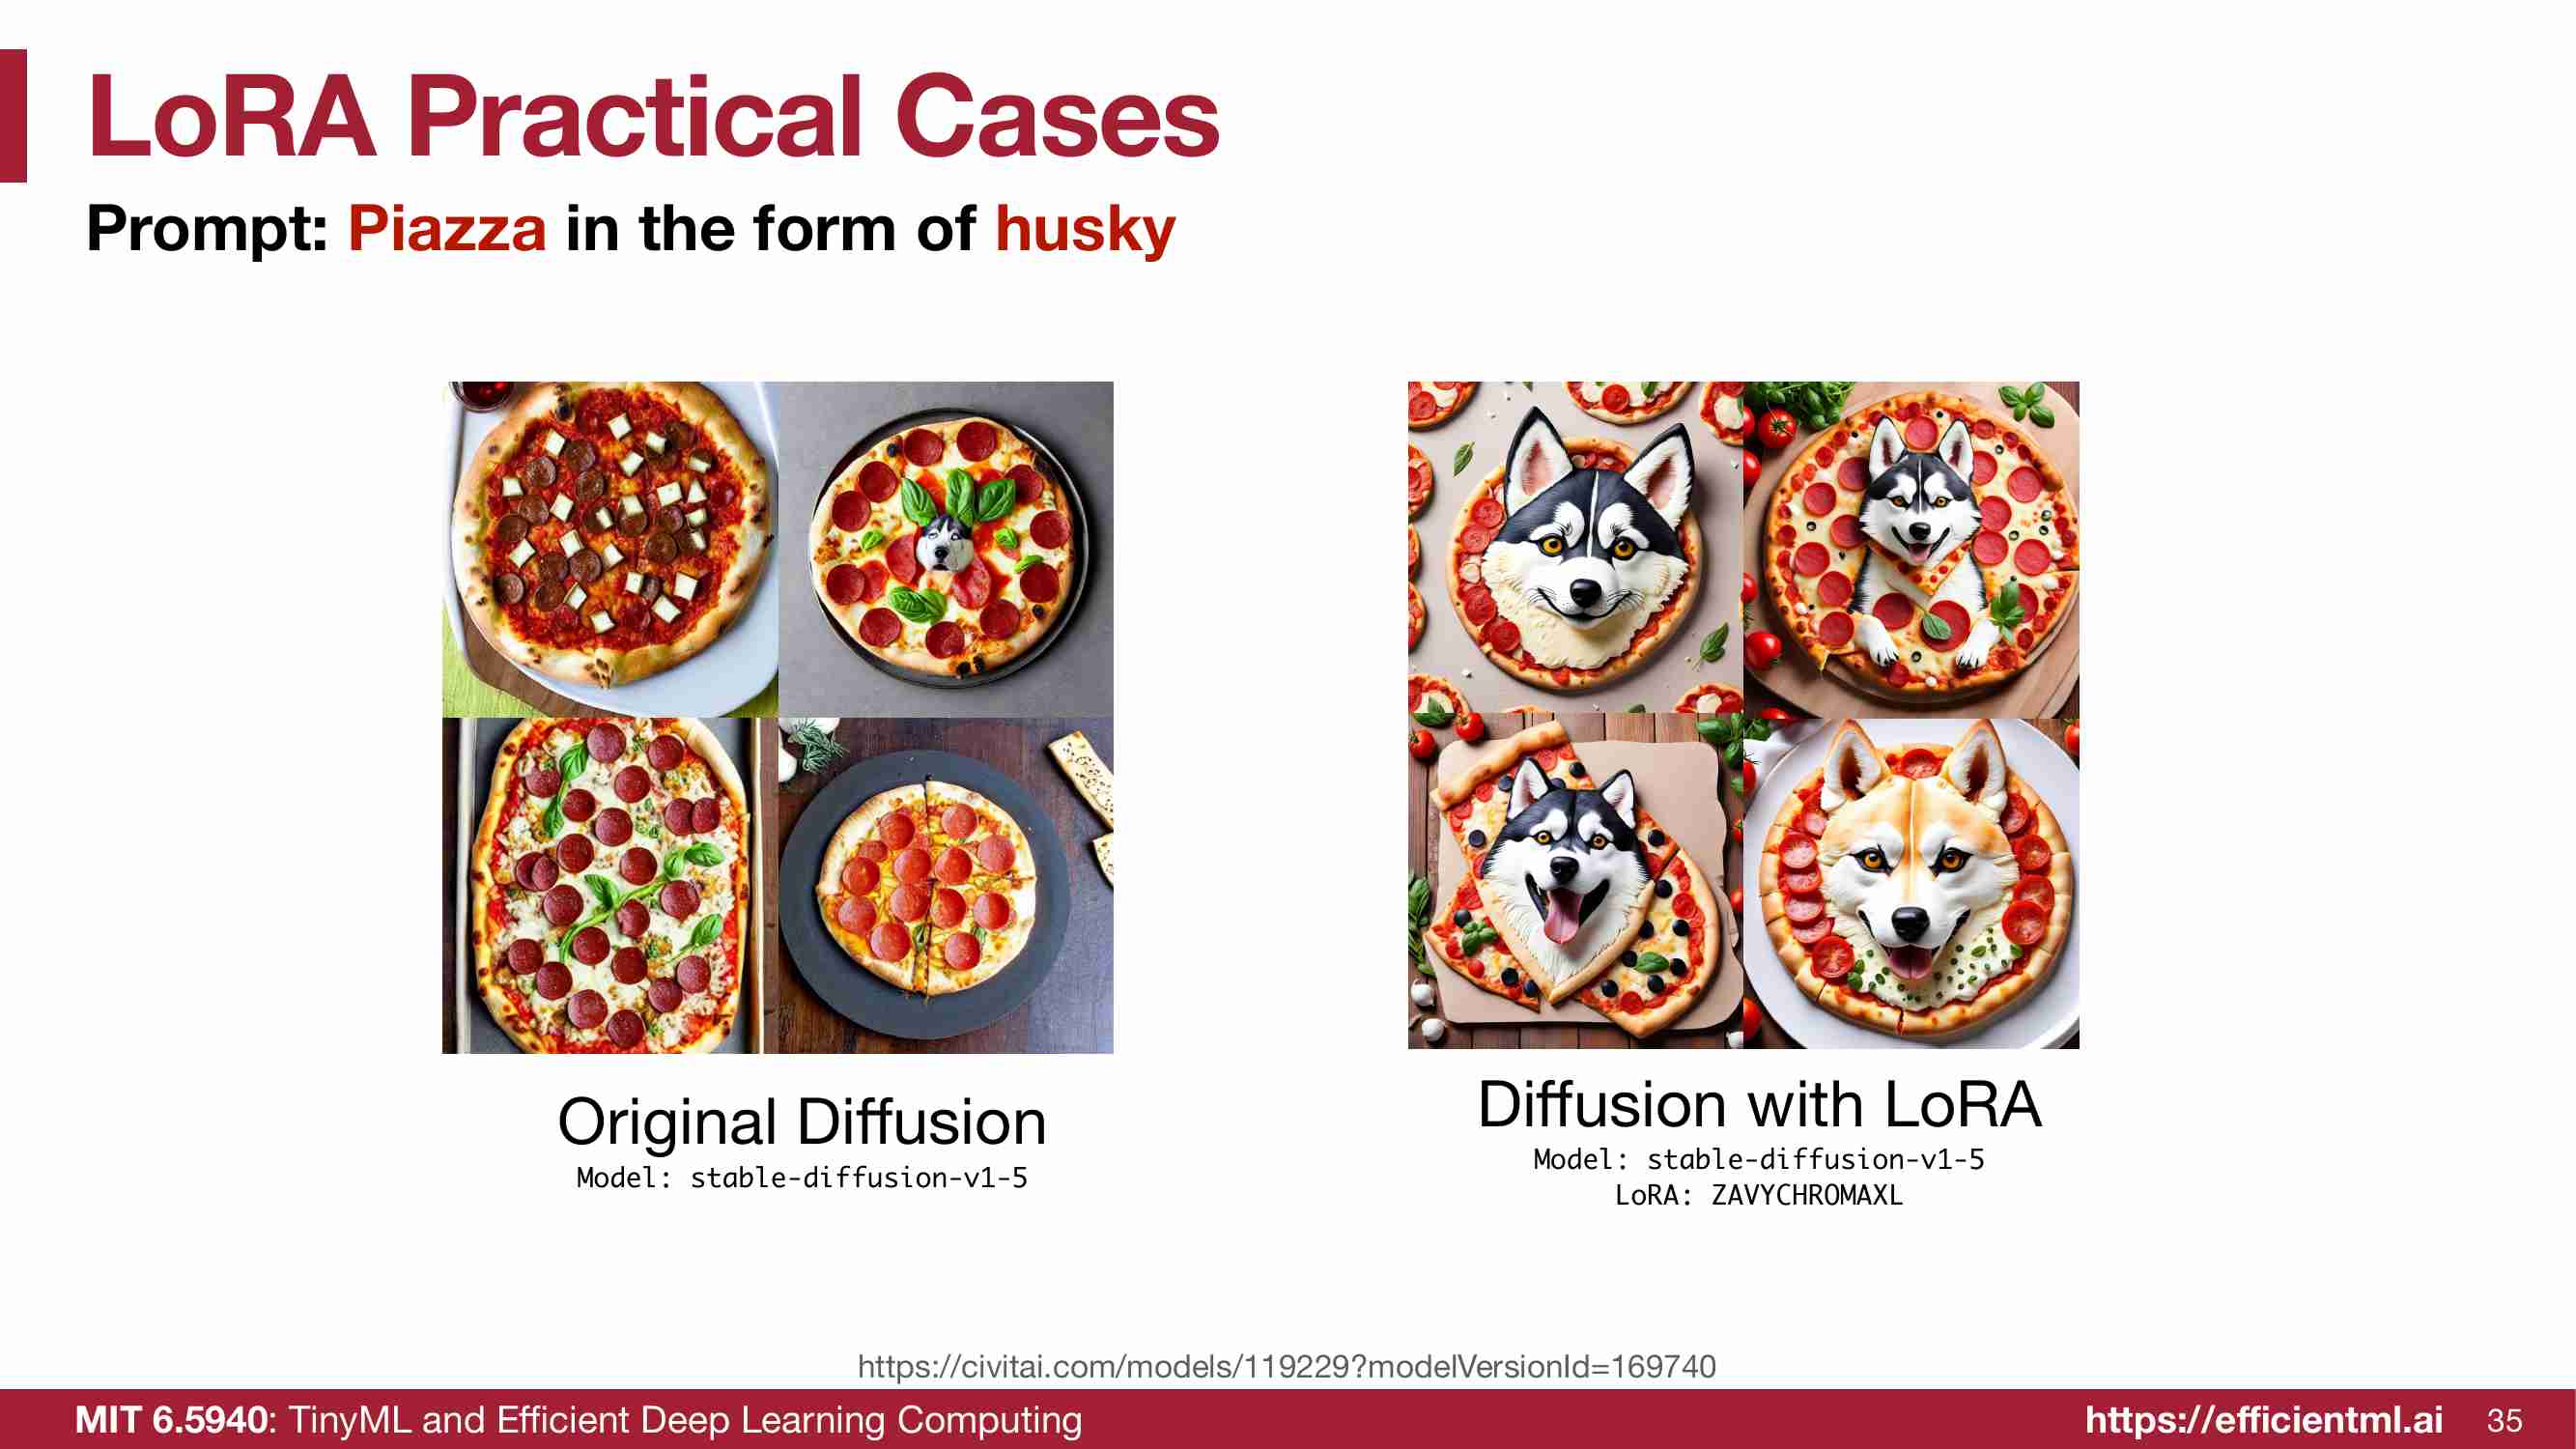 LoRA Practical Cases
Prompt: Piazza in the form of husky
Original Diffusion
Model: stable-diffusion-v1-5
Diffusion with LoRA
Model: stable-diffusion-v1-5
LoRA: ZAVYCHROMAXL
https://civitai.com/models/119229?modelVersionId=169740
MIT 6.5940: TinyML and Efficient Deep Learning Computing
https://efficientml.ai
35